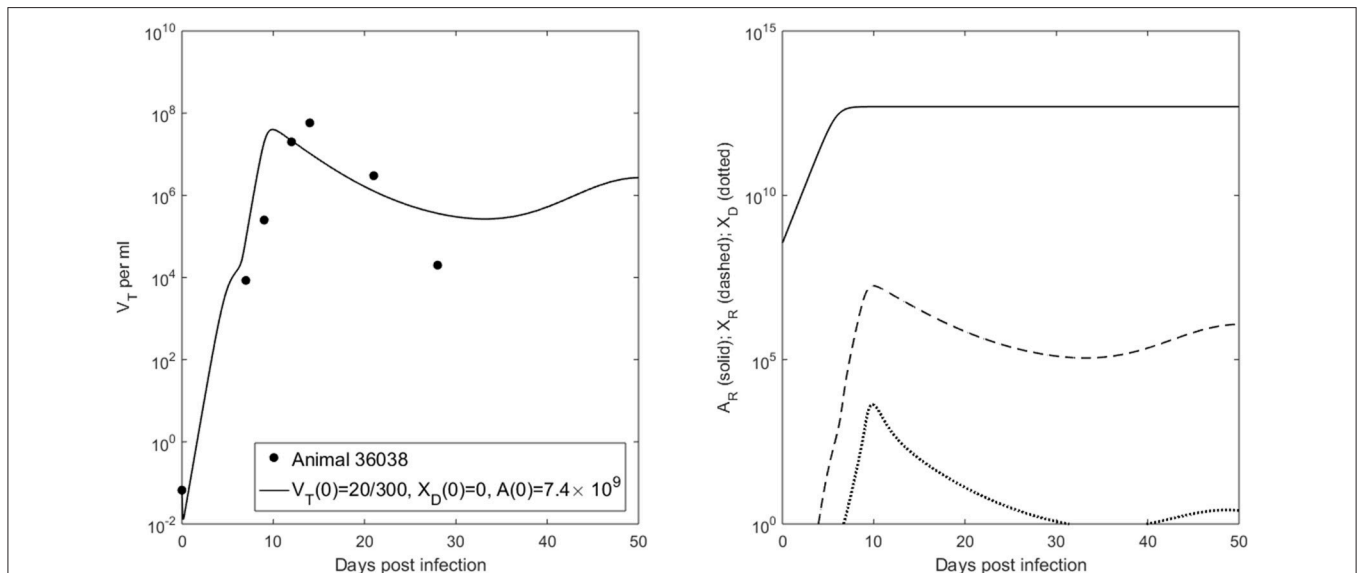 V_T per ml
10^10
10^8
10^6
10^4
10^2
10^0
10^-2
0 10 20 30 40 50
Days post infection
Animal 36038
V_T(0)=20/300, X_D(0)=0, A(0)=7.4× 10^9
A_R (solid); X_R (dashed); X_D (dotted)
10^15
10^10
10^5
10^0
0 10 20 30 40 50
Days post infection